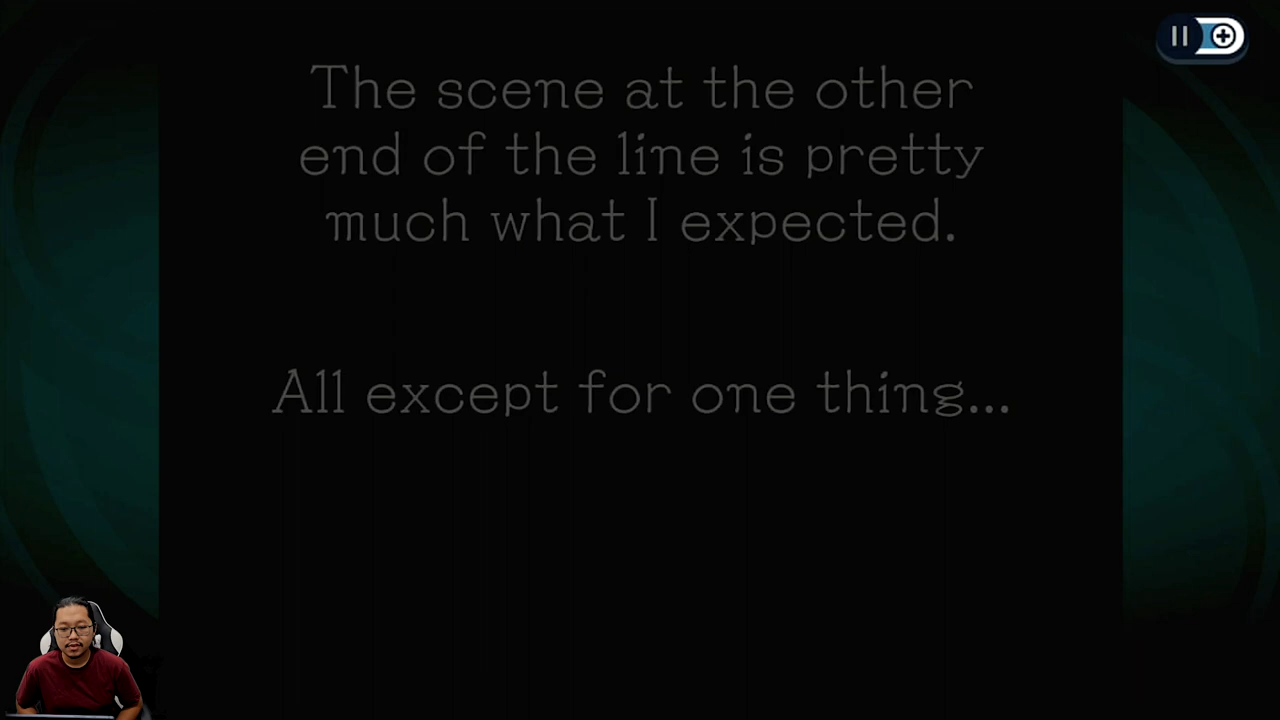 The scene at the other
end of the line is pretty
much what I expected.
All except for one thing...